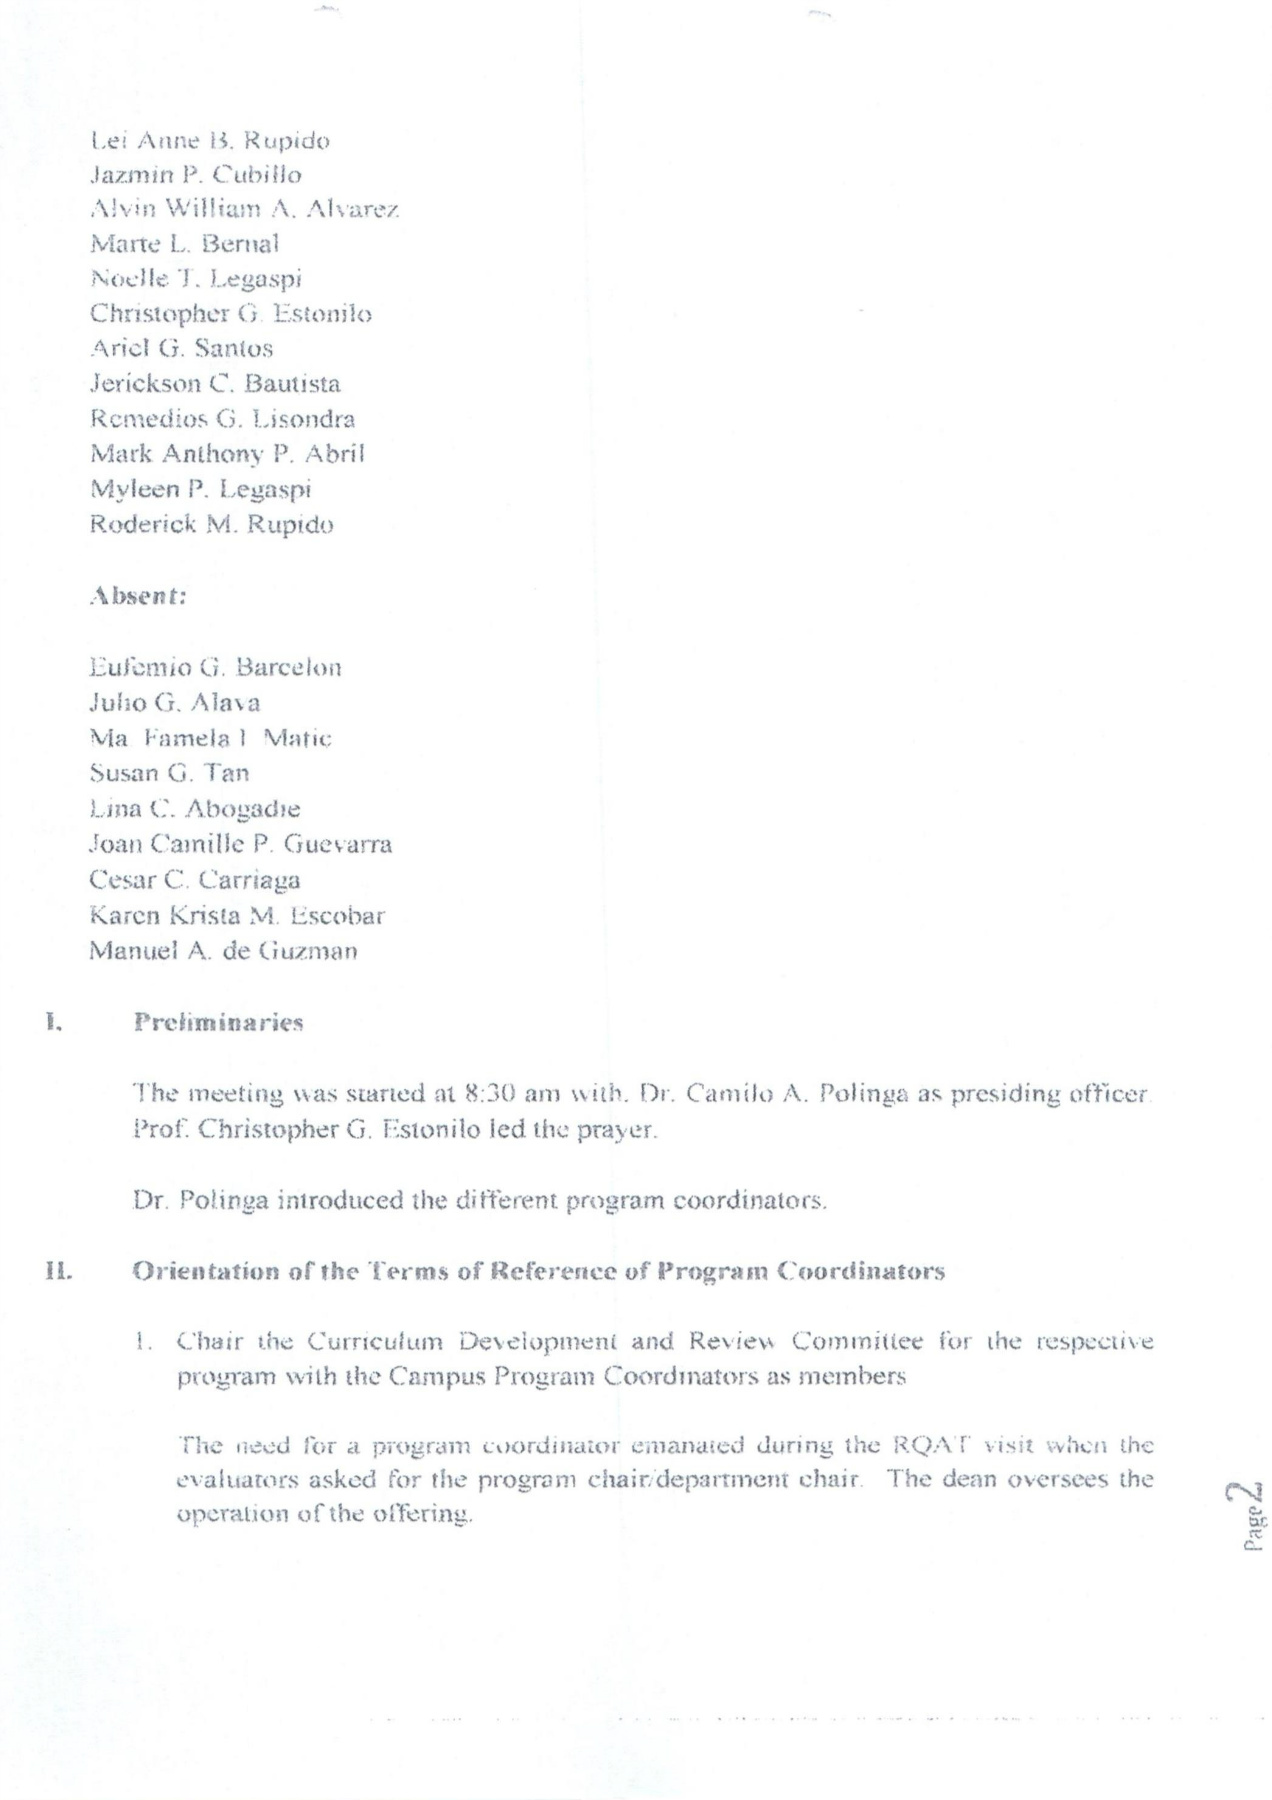 Lei Anne B. Rupido
Jazmin P. Cubillo
Alvin William A. Alvarez
Marte L. Bernal
Noelle T. Legaspi
Christopher G. Estonilo
Ariel G. Santos
Jerickson C. Bautista
Remedios G. Lisondra
Mark Anthony P. Abril
Myleen P. Legaspi
Roderick M. Rupido
Absent:
Eufemio G. Barcelon
Julio G. Alava
Ma Famela I Matic
Susan G. Tan
Lina C. Abogadie
Joan Camille P. Guevarra
Cesar C. Carriaga
Karen Krista M. Escobar
Manuel A. de Guzman
I. Preliminaries
The meeting was started at 8:30 am with. Dr. Camilo A. Polinga as presiding officer.
Prof. Christopher G. Estonilo led the prayer.
Dr. Polinga introduced the different program coordinators.
II. Orientation of the Terms of Reference of Program Coordinators
1. Chair the Curriculum Development and Review Committee for the respective
program with the Campus Program Coordinators as members
The need for a program coordinator emanated during the RQAT visit when the
evaluators asked for the program chair/department chair. The dean oversees the
operation of the offering.
Page 2